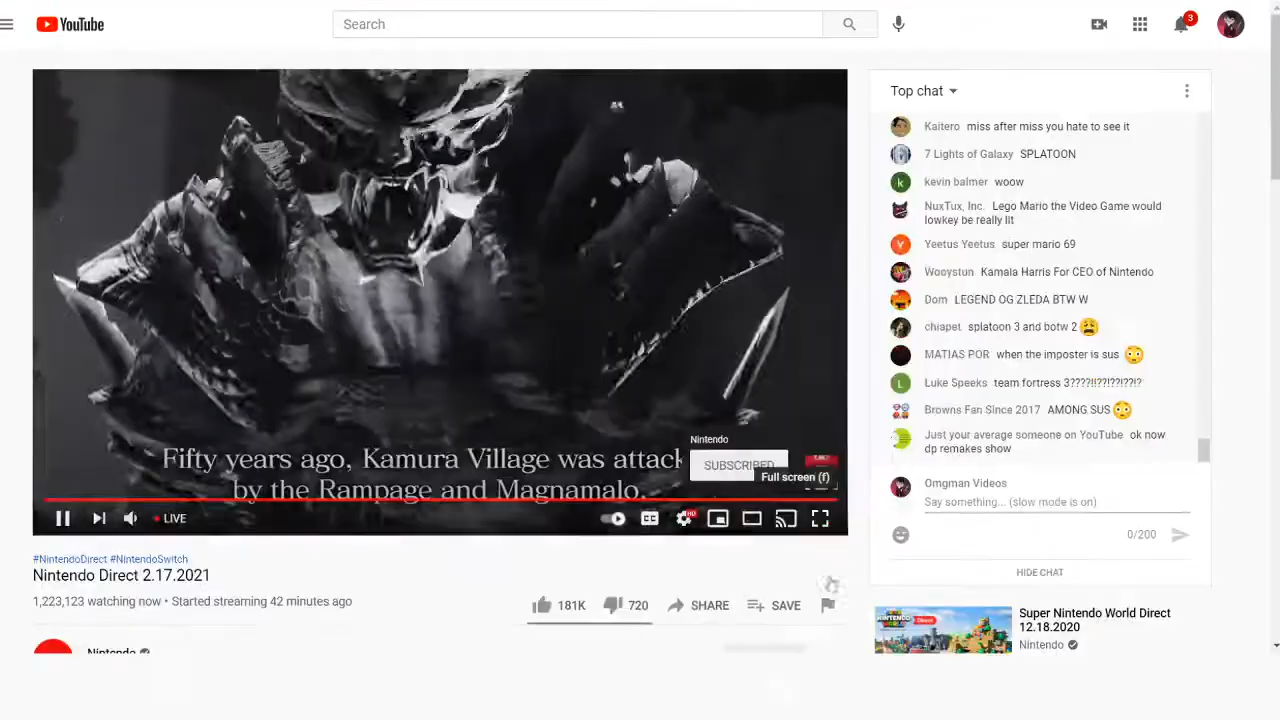 YouTube
Search
3
Top chat
Kaitero miss after miss you hate to see it
7 Lights of Galaxy SPLATOON
kevin balmer woow
NuxTux, Inc. Lego Mario the Video Game would
lowkey be really lit
Yeetus Yeetus super mario 69
Wooystun Kamala Harris For CEO of Nintendo
Dom LEGEND OG ZLEDA BTW W
chiapet splatoon 3 and botw 2
MATIAS POR when the imposter is sus
Luke Speeks team fortress 3????!!??!??!??!?
Browns Fan Since 2017 AMONG SUS
Just your average someone on YouTube ok now
dp remakes show
Omgman Videos
Say something... (slow mode is on)
0/200
HIDE CHAT
Fifty years ago, Kamura Village was attack
by the Rampage and Magnamalo.
Nintendo
SUBSCRIBED
Full screen (f)
LIVE
CC
HD
#NintendoDirect #NintendoSwitch
Nintendo Direct 2.17.2021
1,223,123 watching now • Started streaming 42 minutes ago
181K 720 SHARE SAVE
Nintendo
Direct
Super Nintendo World Direct
12.18.2020
Nintendo